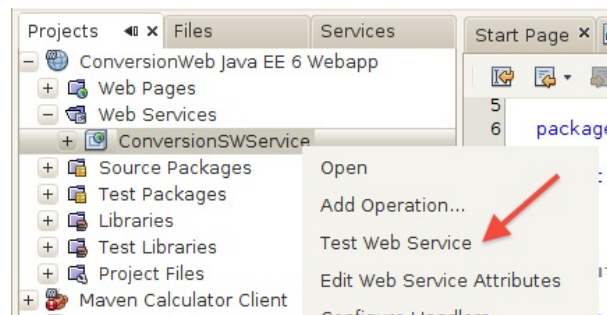 Projects Files Services Start Page
ConversionWeb Java EE 6 Webapp
Web Pages
Web Services
5
6 package
ConversionSWService
Source Packages
Test Packages
Libraries
Test Libraries
Project Files
Maven Calculator Client
Open
Add Operation...
Test Web Service
Edit Web Service Attributes
Configure Handlers